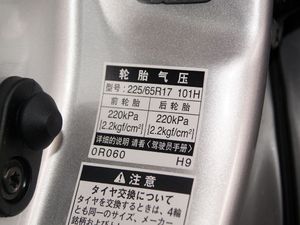 轮胎气压
型号: 225/65R17 101H
前轮胎 后轮胎
220kPa 220kPa
[2.2kgf/cm²] [2.2kgf/cm²]
详细的说明 请看《驾驶员手册》
0R060 H9
注意
タイヤ交換について
タイヤを交換するときは、4輪
とも同一のサイズ、メーカー